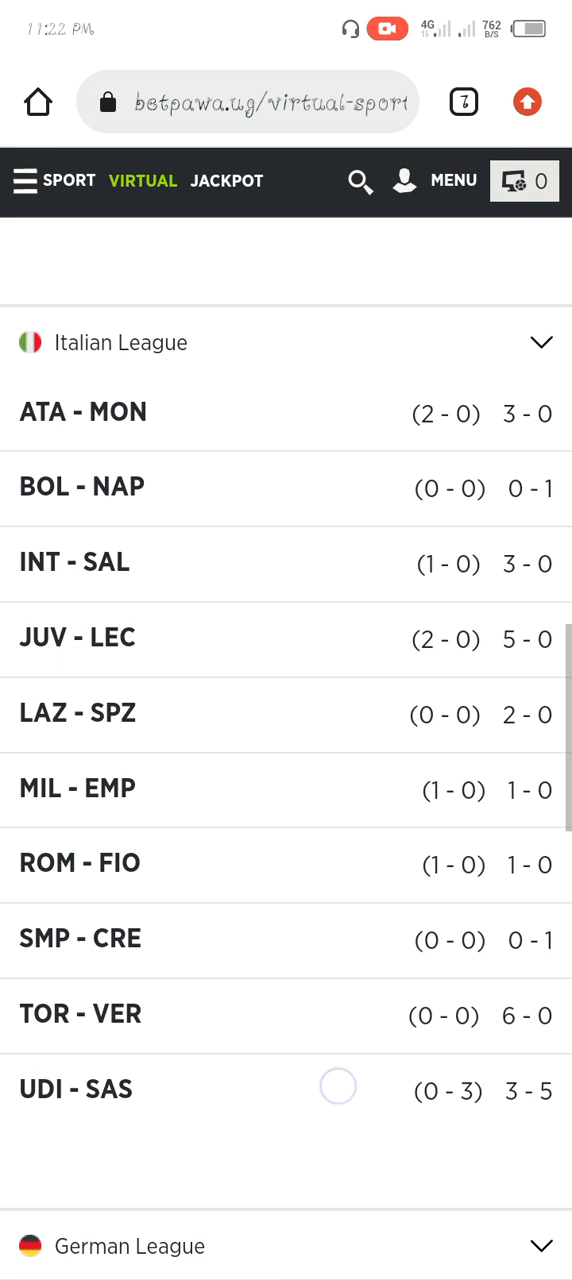 11:22 PM 4G 762 B/S
betpawa.ug/virtual-sport 7
SPORT VIRTUAL JACKPOT MENU 0
Italian League
ATA - MON (2 - 0) 3 - 0
BOL - NAP (0 - 0) 0 - 1
INT - SAL (1 - 0) 3 - 0
JUV - LEC (2 - 0) 5 - 0
LAZ - SPZ (0 - 0) 2 - 0
MIL - EMP (1 - 0) 1 - 0
ROM - FIO (1 - 0) 1 - 0
SMP - CRE (0 - 0) 0 - 1
TOR - VER (0 - 0) 6 - 0
UDI - SAS (0 - 3) 3 - 5
German League